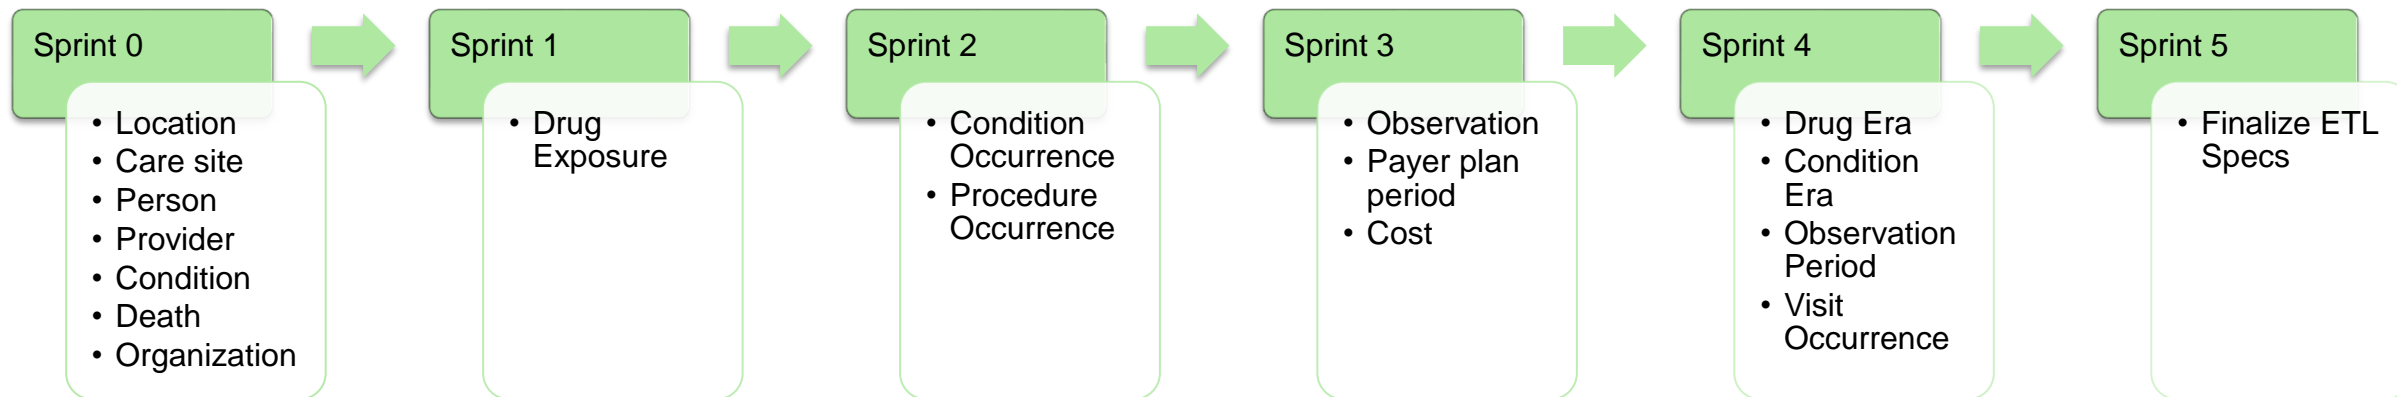 Sprint 0
• Location
• Care site
• Person
• Provider
• Condition
• Death
• Organization
Sprint 1
• Drug
Exposure
Sprint 2
• Condition
Occurrence
• Procedure
Occurrence
Sprint 3
• Observation
• Payer plan
period
• Cost
Sprint 4
• Drug Era
• Condition
Era
• Observation
Period
• Visit
Occurrence
Sprint 5
• Finalize ETL
Specs